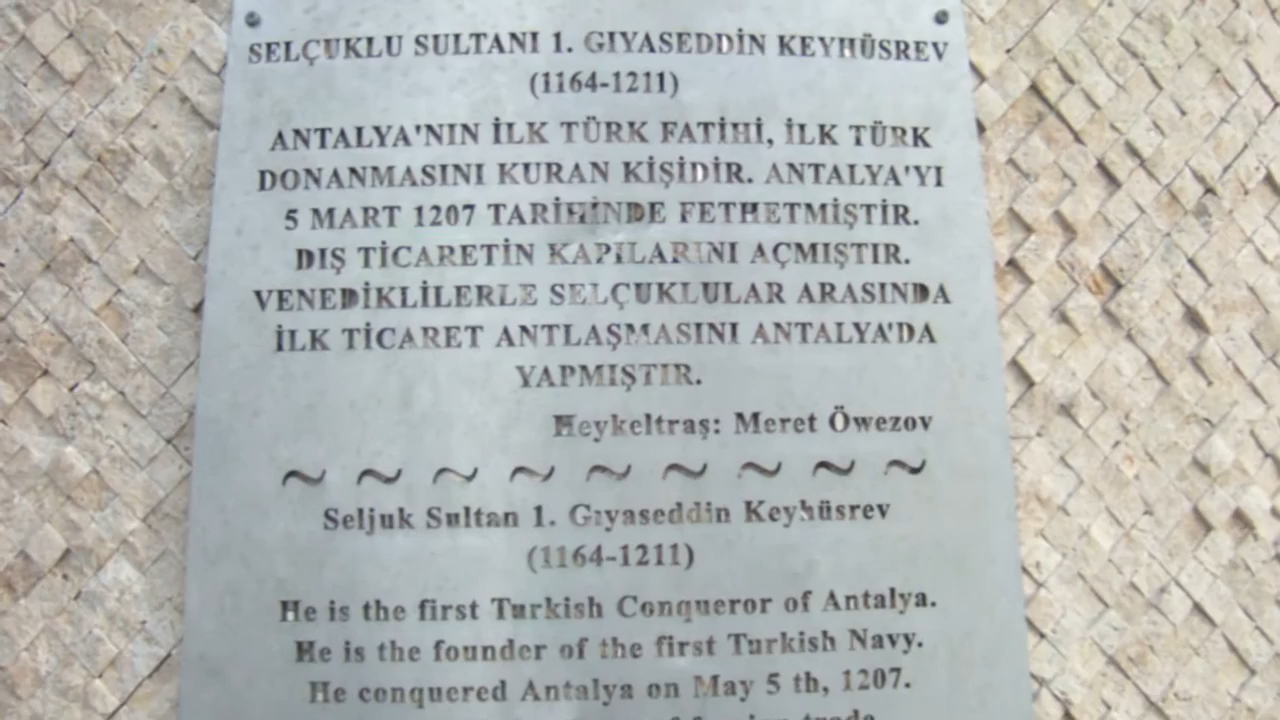 SELÇUKLU SULTANI 1. GIYASEDDİN KEYHÜSREV
(1164-1211)
ANTALYA'NIN İLK TÜRK FATİHİ, İLK TÜRK
DONANMASINI KURAN KİŞİDİR. ANTALYA'YI
5 MART 1207 TARİHİNDE FETHETMİŞTİR.
DIŞ TİCARETİN KAPILARINI AÇMIŞTIR.
VENEDİKLİLERLE SELÇUKLULAR ARASINDA
İLK TİCARET ANTLAŞMASINI ANTALYA'DA
YAPMIŞTIR.
Heykeltraş: Meret Öwezov
~ ~ ~ ~ ~ ~ ~ ~ ~
Seljuk Sultan 1. Gıyaseddin Keyhüsrev
(1164-1211)
He is the first Turkish Conqueror of Antalya.
He is the founder of the first Turkish Navy.
He conquered Antalya on May 5 th, 1207.
foreign trade